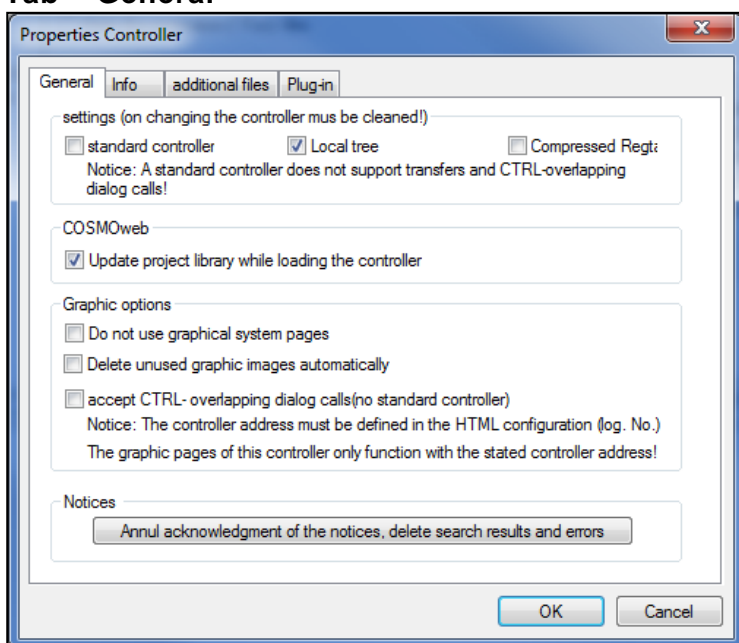 Tab – General
Properties Controller
General Info additional files Plug-in
settings (on changing the controller mus be cleaned!)
standard controller Local tree Compressed Regta
Notice: A standard controller does not support transfers and CTRL-overlapping
dialog calls!
COSMOweb
Update project library while loading the controller
Graphic options
Do not use graphical system pages
Delete unused graphic images automatically
accept CTRL- overlapping dialog calls(no standard controller)
Notice: The controller address must be defined in the HTML configuration (log. No.)
The graphic pages of this controller only function with the stated controller address!
Notices
Annul acknowledgment of the notices, delete search results and errors
OK Cancel